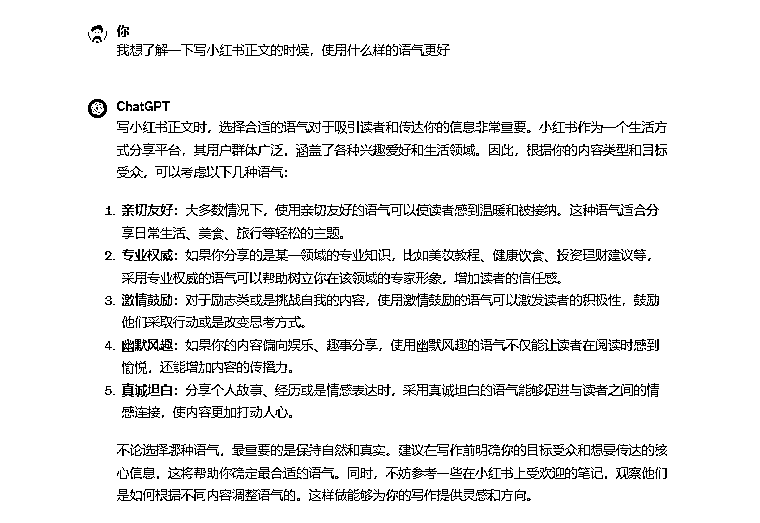 你
我想了解一下写小红书正文的时候，使用什么样的语气更好
ChatGPT
写小红书正文时，选择合适的语气对于吸引读者和传达你的信息非常重要。小红书作为一个生活方
式分享平台，其用户群体广泛，涵盖了各种兴趣爱好和生活领域。因此，根据你的内容类型和目标
受众，可以考虑以下几种语气：
1. 亲切友好：大多数情况下，使用亲切友好的语气可以使读者感到温暖和被接纳。这种语气适合分
享日常生活、美食、旅行等轻松的主题。
2. 专业权威：如果你分享的是某一领域的专业知识，比如美妆教程、健康饮食、投资理财建议等，
采用专业权威的语气可以帮助树立你在该领域的专家形象，增加读者的信任感。
3. 激情鼓励：对于励志类或是挑战自我的内容，使用激情鼓励的语气可以激发读者的积极性，鼓励
他们采取行动或是改变思考方式。
4. 幽默风趣：如果你的内容偏向娱乐、趣事分享，使用幽默风趣的语气不仅能让读者在阅读时感到
愉悦，还能增加内容的传播力。
5. 真诚坦白：分享个人故事、经历或是情感表达时，采用真诚坦白的语气能够促进与读者之间的情
感连接，使内容更加打动人心。
不论选择哪种语气，最重要的是保持自然和真实。建议在写作前明确你的目标受众和想要传达的核
心信息，这将帮助你确定最合适的语气。同时，不妨参考一些在小红书上受欢迎的笔记，观察他们
是如何根据不同内容调整语气的。这样做能够为你的写作提供灵感和方向。